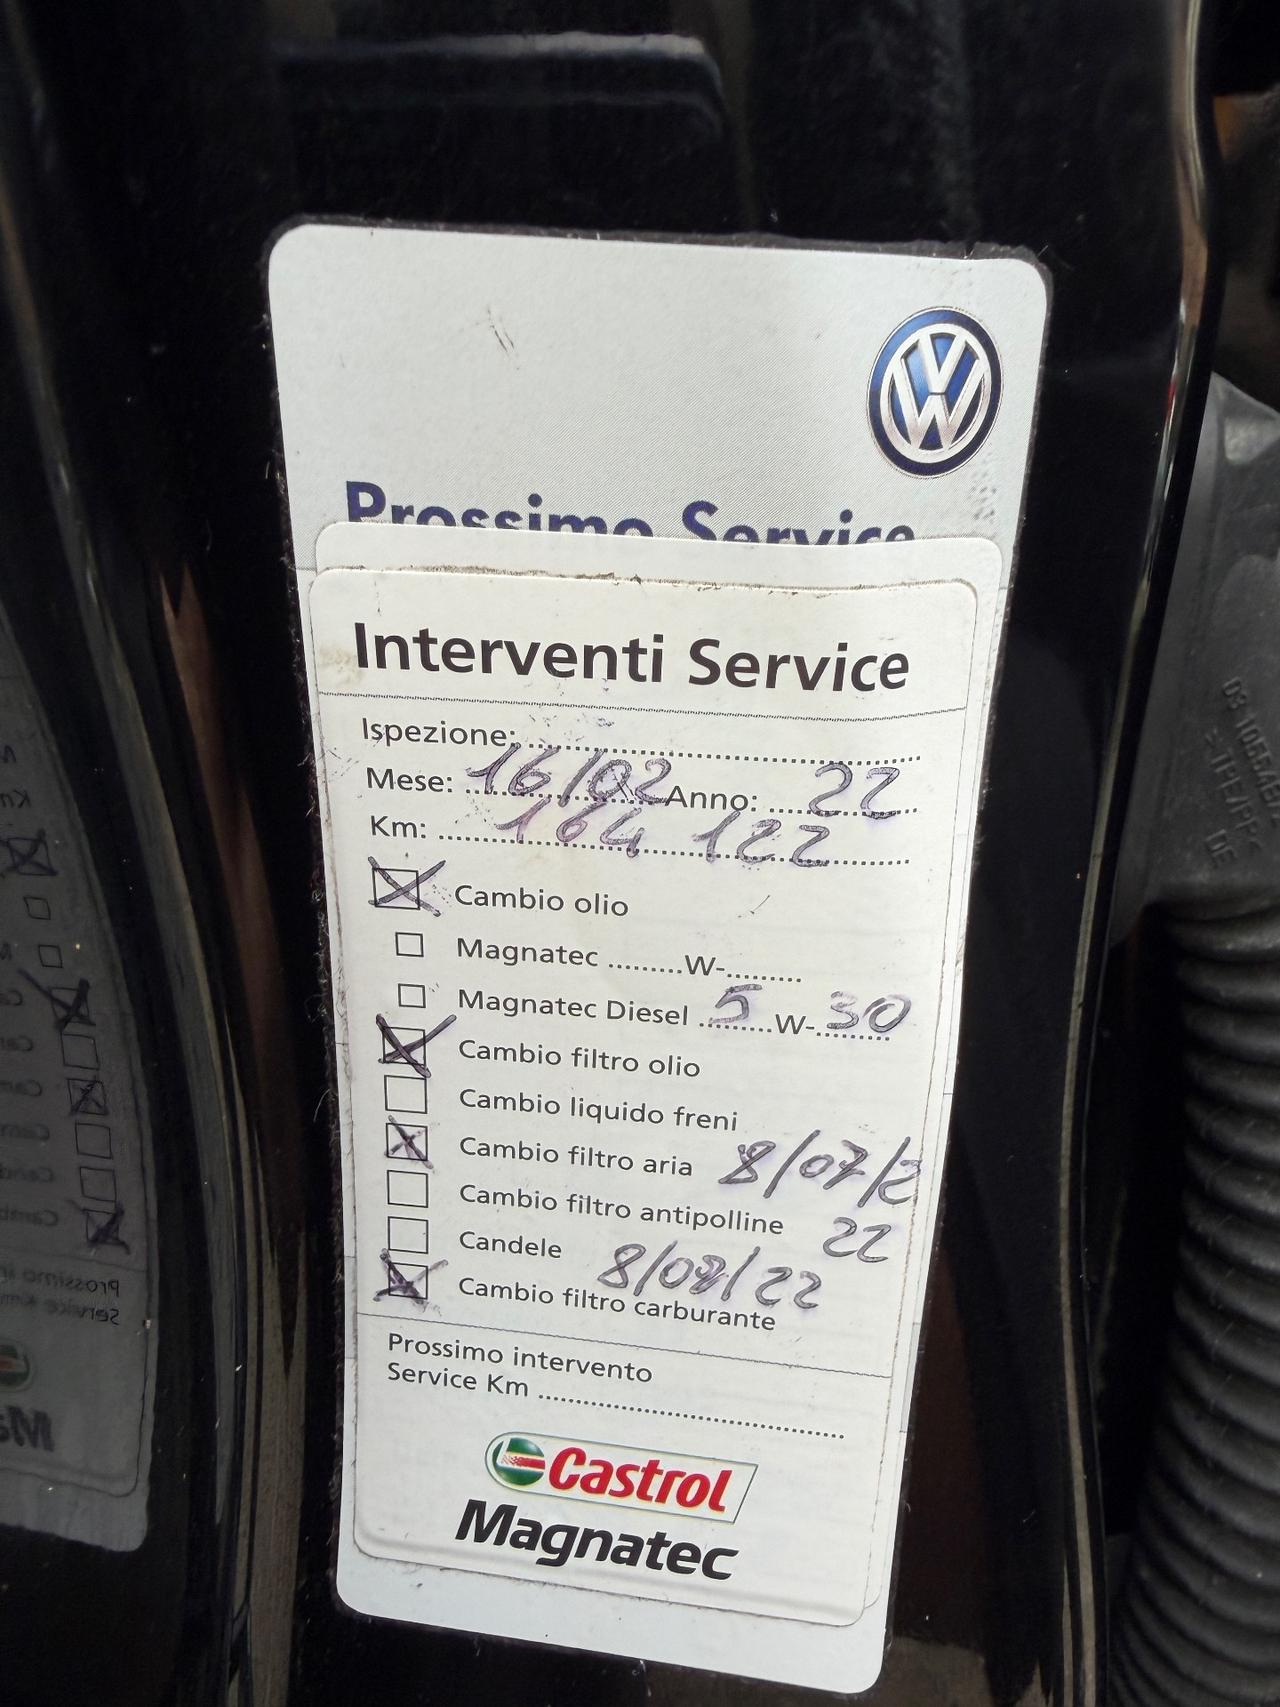 Prossimo Service
Interventi Service
Ispezione: ........................
Mese: 16/02 Anno: 22
Km: 164 122
Cambio olio
Magnatec .........W-.........
Magnatec Diesel 5 W-30
Cambio filtro olio
Cambio liquido freni
Cambio filtro aria 8/07/2
Cambio filtro antipolline 22
Candele 8/07/22
Cambio filtro carburante
Prossimo intervento
Service Km ........................
Castrol
Magnatec